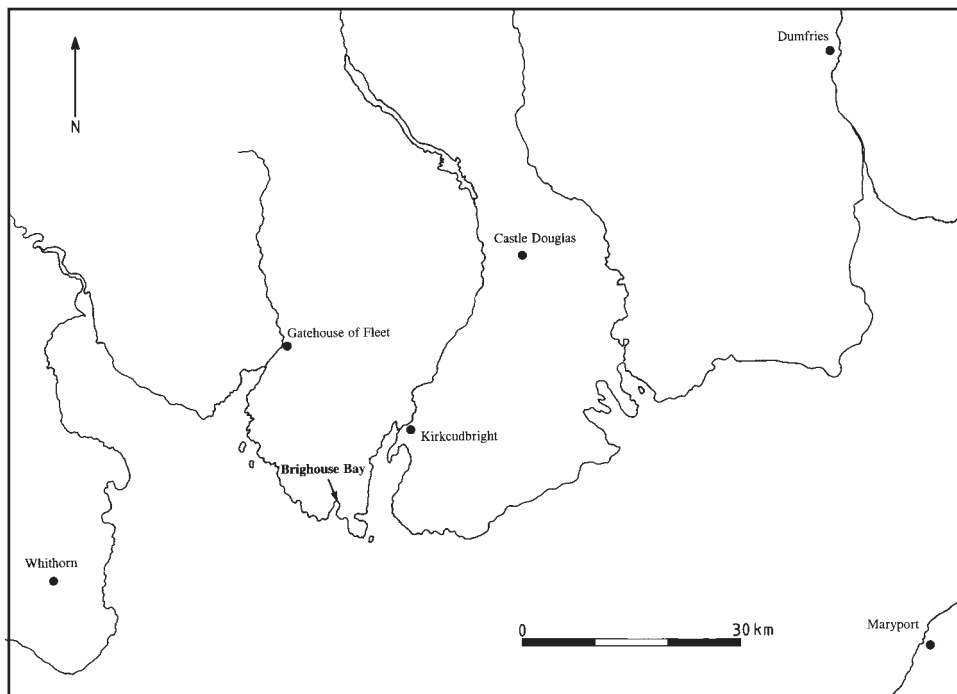 Dumfries
N
Castle Douglas
Gatehouse of Fleet
Kirkcudbright
Brighouse Bay
Whithorn
0 30 km
Maryport